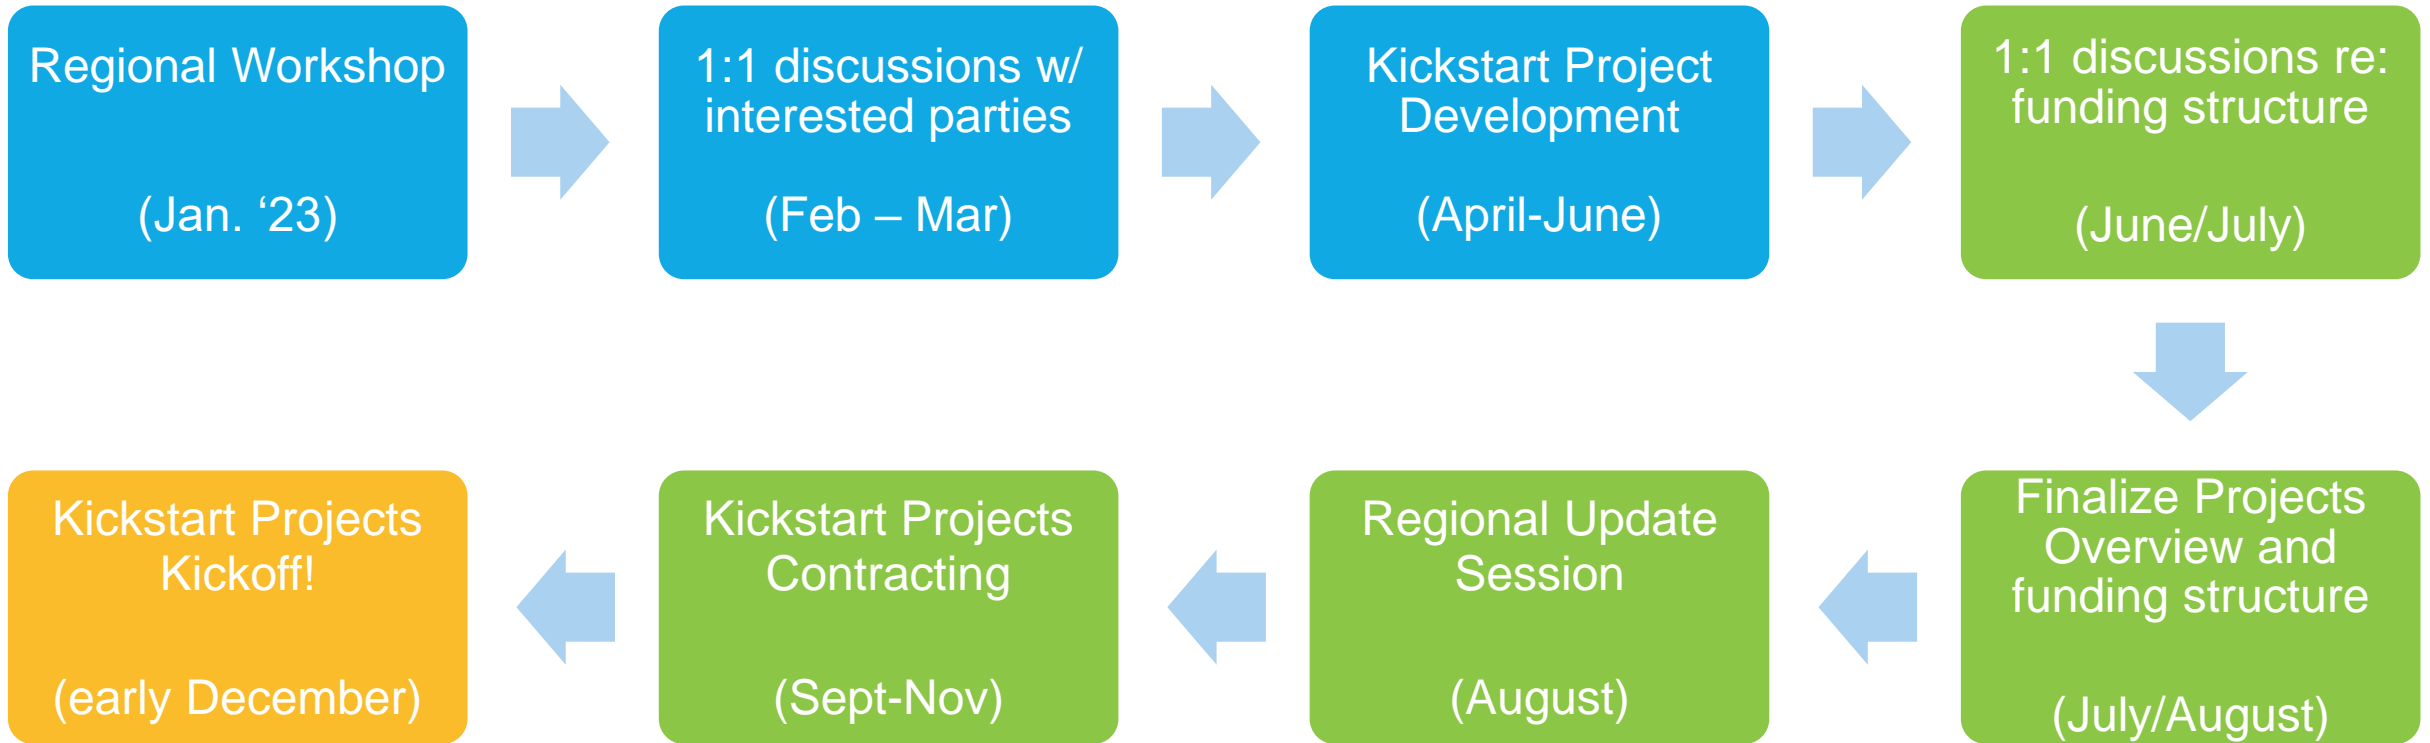 Regional Workshop
(Jan. ‘23)
1:1 discussions w/
interested parties
(Feb – Mar)
Kickstart Project
Development
(April-June)
1:1 discussions re:
funding structure
(June/July)
Finalize Projects
Overview and
funding structure
(July/August)
Regional Update
Session
(August)
Kickstart Projects
Contracting
(Sept-Nov)
Kickstart Projects
Kickoff!
(early December)